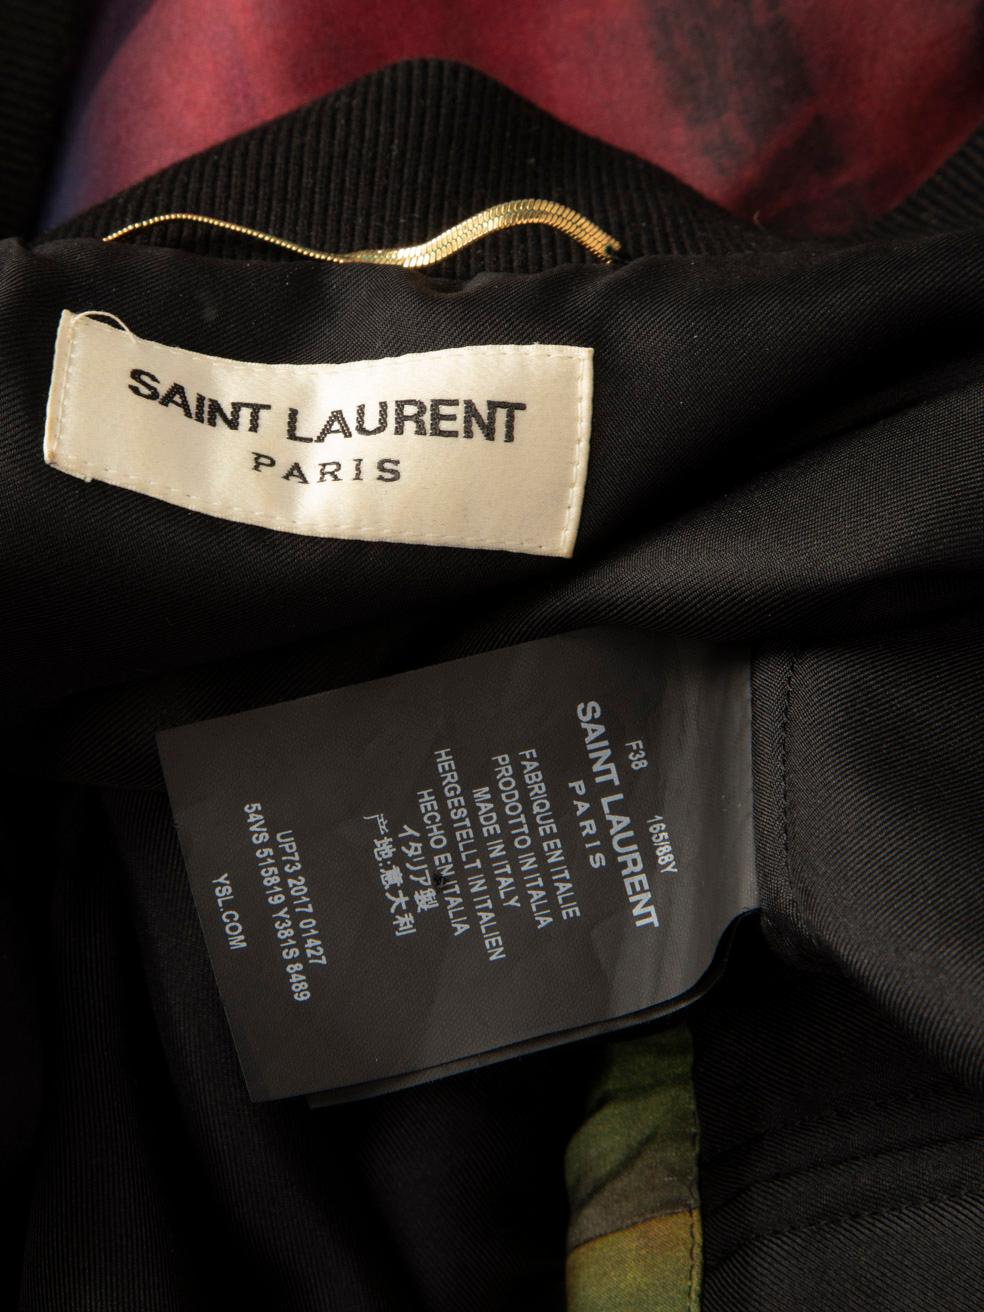 SAINT LAURENT
PARIS
F38
165/88Y
SAINT LAURENT
PARIS
FABRIQUE EN ITALIE
PRODOTTO IN ITALIA
MADE IN ITALY
HERGESTELLT IN ITALIEN
HECHO EN ITALIA
イタリア製
产地:意大利
UP73 2017 01427
54VS 515819 Y381S 8489
YSL.COM